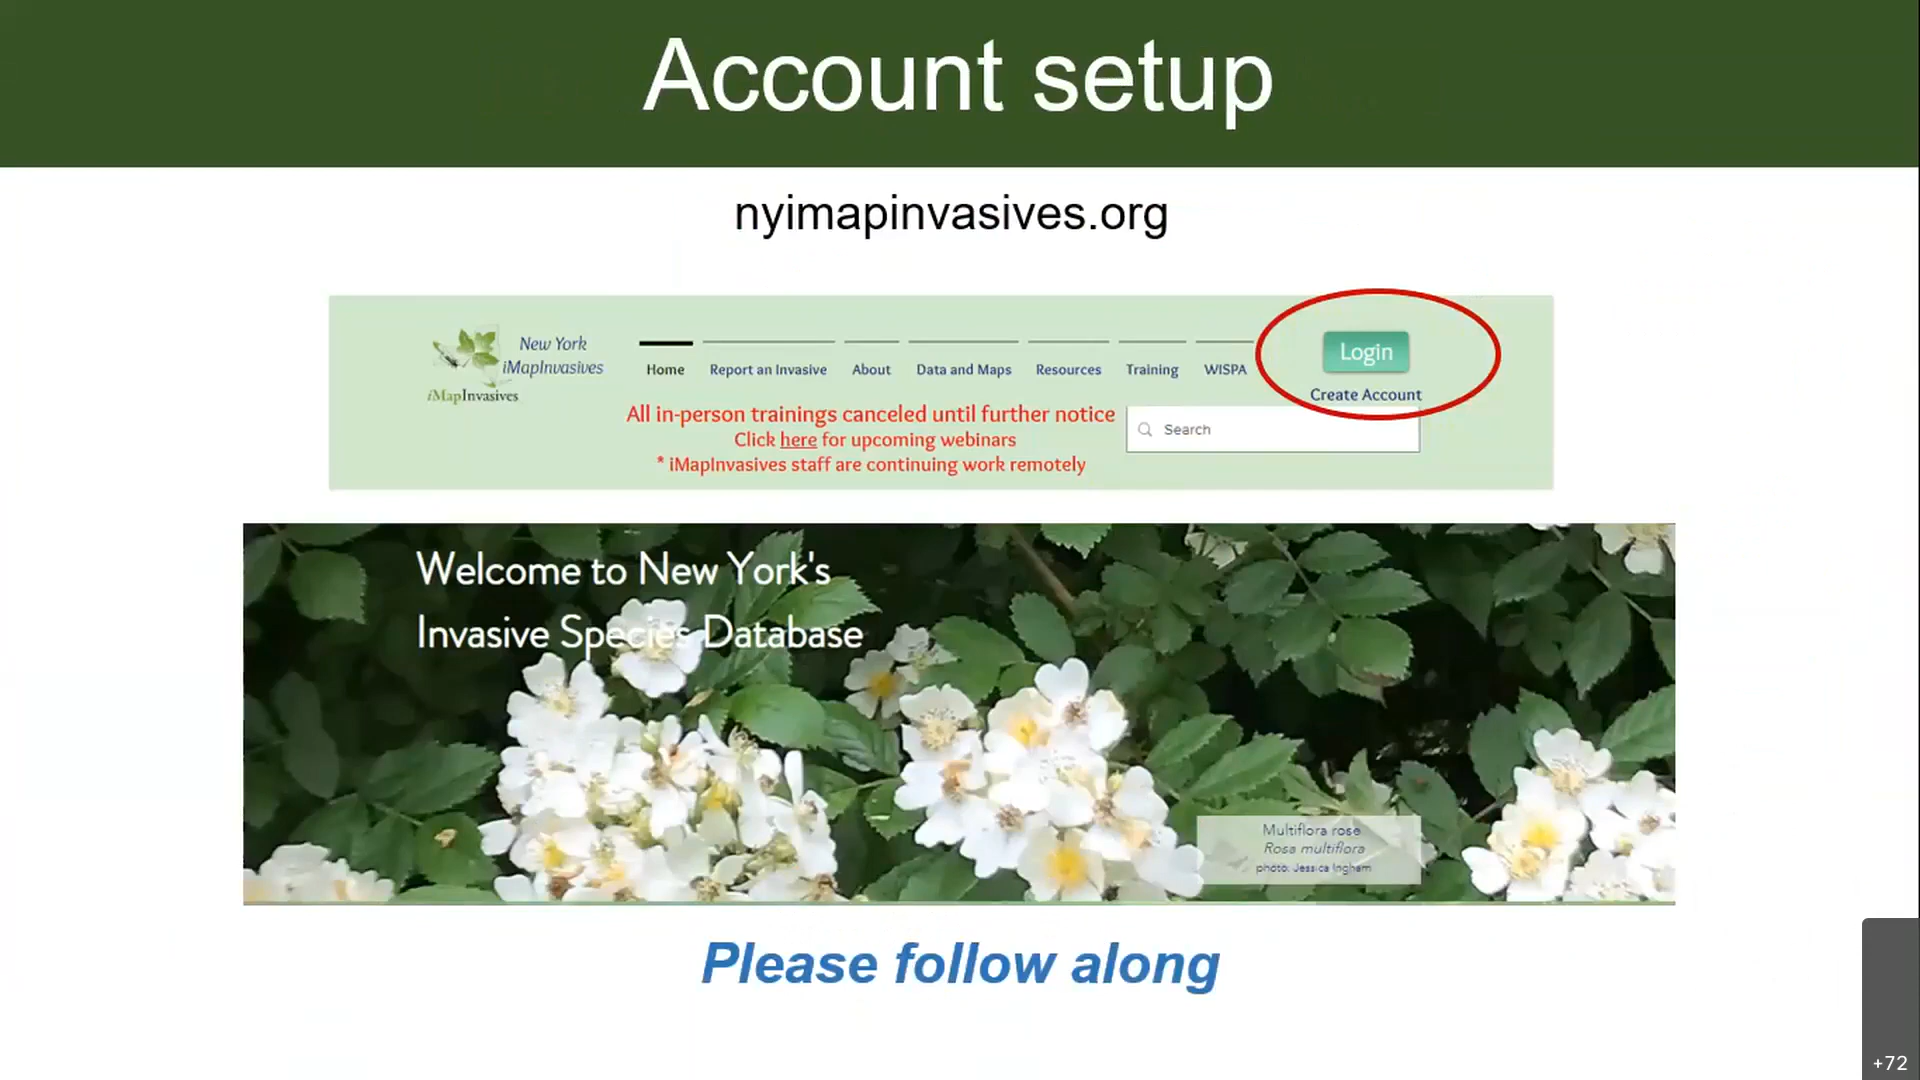 Account setup
nyimapinvasives.org
New York
iMapInvasives
iMapInvasives
Home Report an Invasive About Data and Maps Resources Training WISPA
Login
Create Account
All in-person trainings canceled until further notice
Click here for upcoming webinars
* iMapInvasives staff are continuing work remotely
Search
Welcome to New York's
Invasive Species Database
Multiflora rose
Rosa multiflora
photo: Jessica Ingham
Please follow along
+72